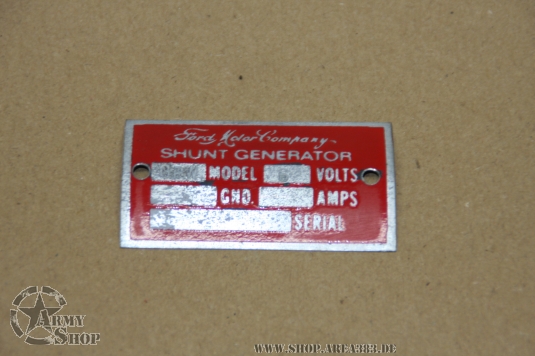 Ford Motor Company
SHUNT GENERATOR
MODEL VOLTS
GND. AMPS
SERIAL
ARMY
SHOP
WWW.SHOP.AREA383.DE